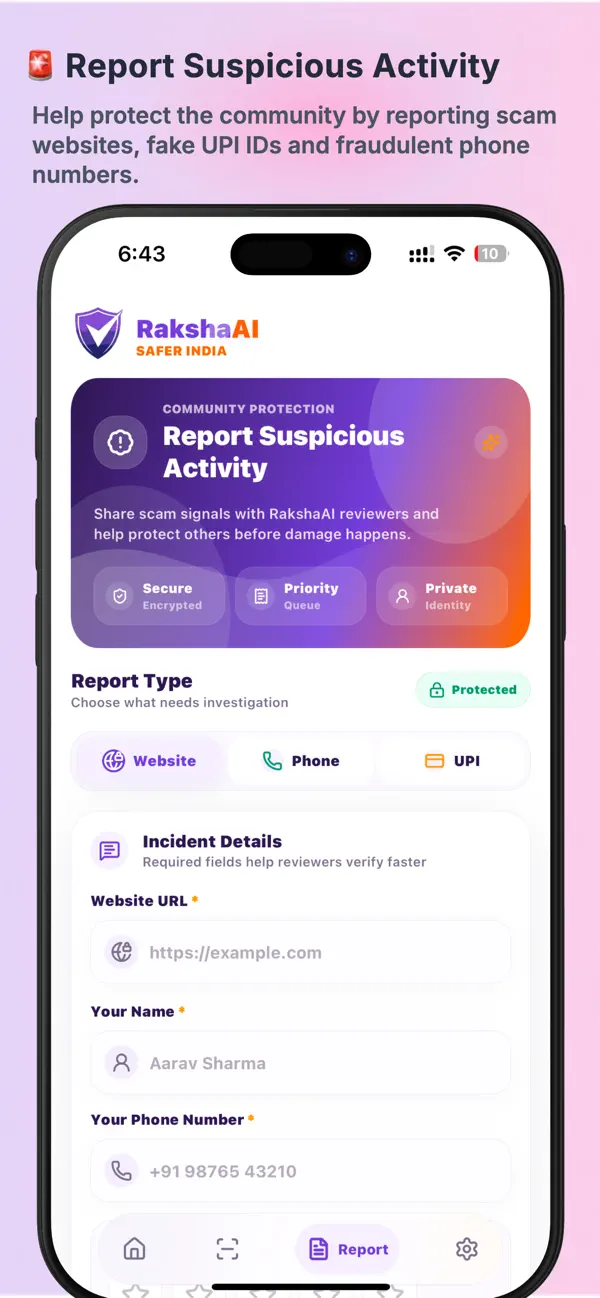 🚨 Report Suspicious Activity
Help protect the community by reporting scam
websites, fake UPI IDs and fraudulent phone
numbers.
6:43
10
RakshaAI
SAFER INDIA
COMMUNITY PROTECTION
Report Suspicious
Activity
Share scam signals with RakshaAI reviewers and
help protect others before damage happens.
Secure
Encrypted
Priority
Queue
Private
Identity
Report Type
Choose what needs investigation
Protected
Website
Phone
UPI
Incident Details
Required fields help reviewers verify faster
Website URL *
https://example.com
Your Name *
Aarav Sharma
Your Phone Number *
+91 98765 43210
Report